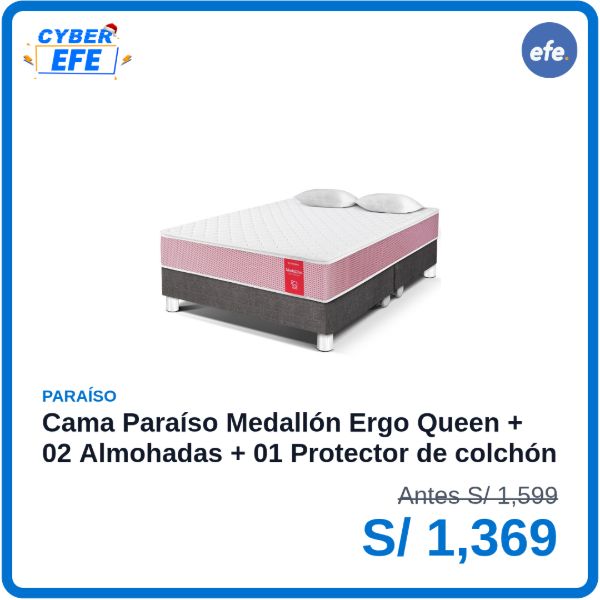 CYBER
EFE
efe.
Medallón
PARAÍSO
Cama Paraíso Medallón Ergo Queen +
02 Almohadas + 01 Protector de colchón
Antes S/ 1,599
S/ 1,369